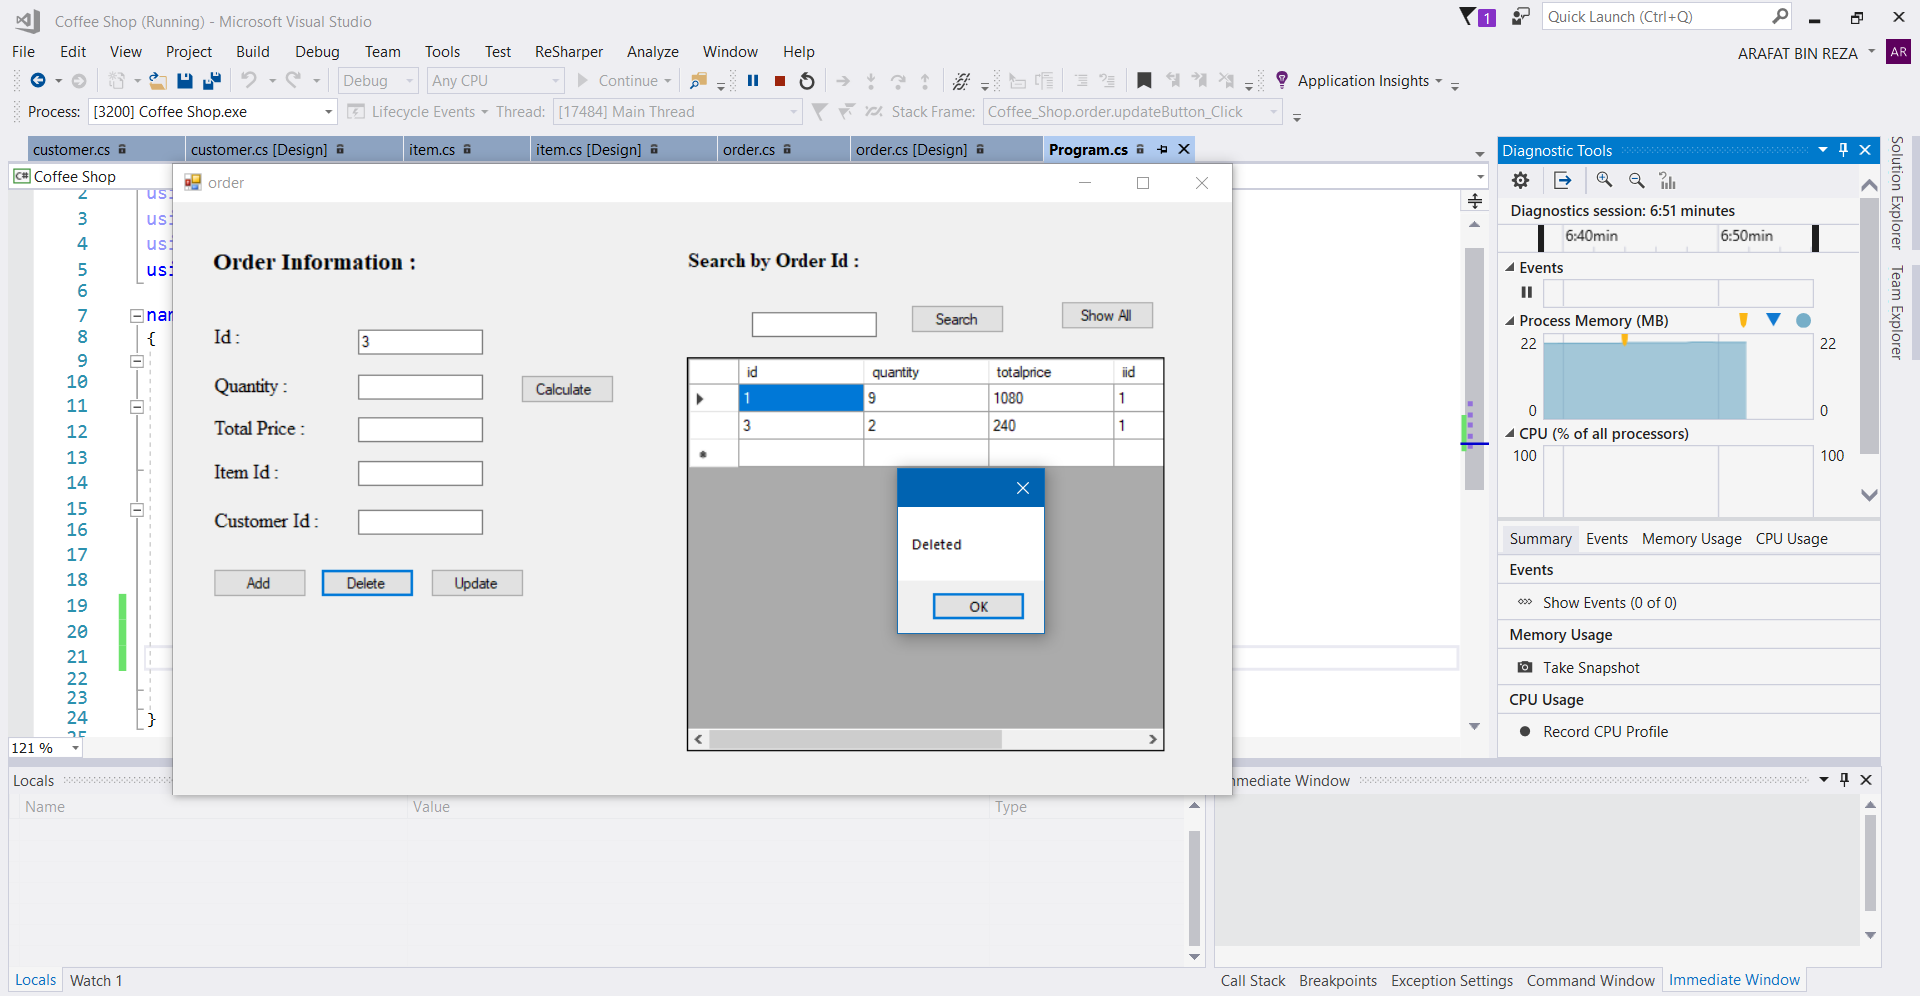 Coffee Shop (Running) - Microsoft Visual Studio
1
Quick Launch (Ctrl+Q)
File Edit View Project Build Debug Team Tools Test ReSharper Analyze Window Help
ARAFAT BIN REZA AR
Debug Any CPU Continue Application Insights
Process: [3200] Coffee Shop.exe Lifecycle Events Theread: [17484] Main Thread Stack Frame: Coffee_Shop.order.updateButton_Click
customer.cs customer.cs [Design] item.cs item.cs [Design] order.cs order.cs [Design] Program.cs
C# Coffee Shop
2 usi
3 usi
4 usi
5 usi
6
7 nam
8 {
9
10
11
12
13
14
15
16
17
18
19
20
21
22
23
24 }
25
121 %
order
Order Information :
Id : 3
Quantity : Calculate
Total Price :
Item Id :
Customer Id :
Add Delete Update
Search by Order Id :
Search Show All
id quantity totalprice iid
1 9 1080 1
3 2 240 1
Deleted
OK
Diagnostic Tools
Diagnostics session: 6:51 minutes
6:40min 6:50min
Events
Process Memory (MB)
22 22
0 0
CPU (% of all processors)
100 100
Summary Events Memory Usage CPU Usage
Events
Show Events (0 of 0)
Memory Usage
Take Snapshot
CPU Usage
Record CPU Profile
Solution Explorer
Team Explorer
Locals
Name Value Type
Locals Watch 1
mmediate Window
Call Stack Breakpoints Exception Settings Command Window Immediate Window